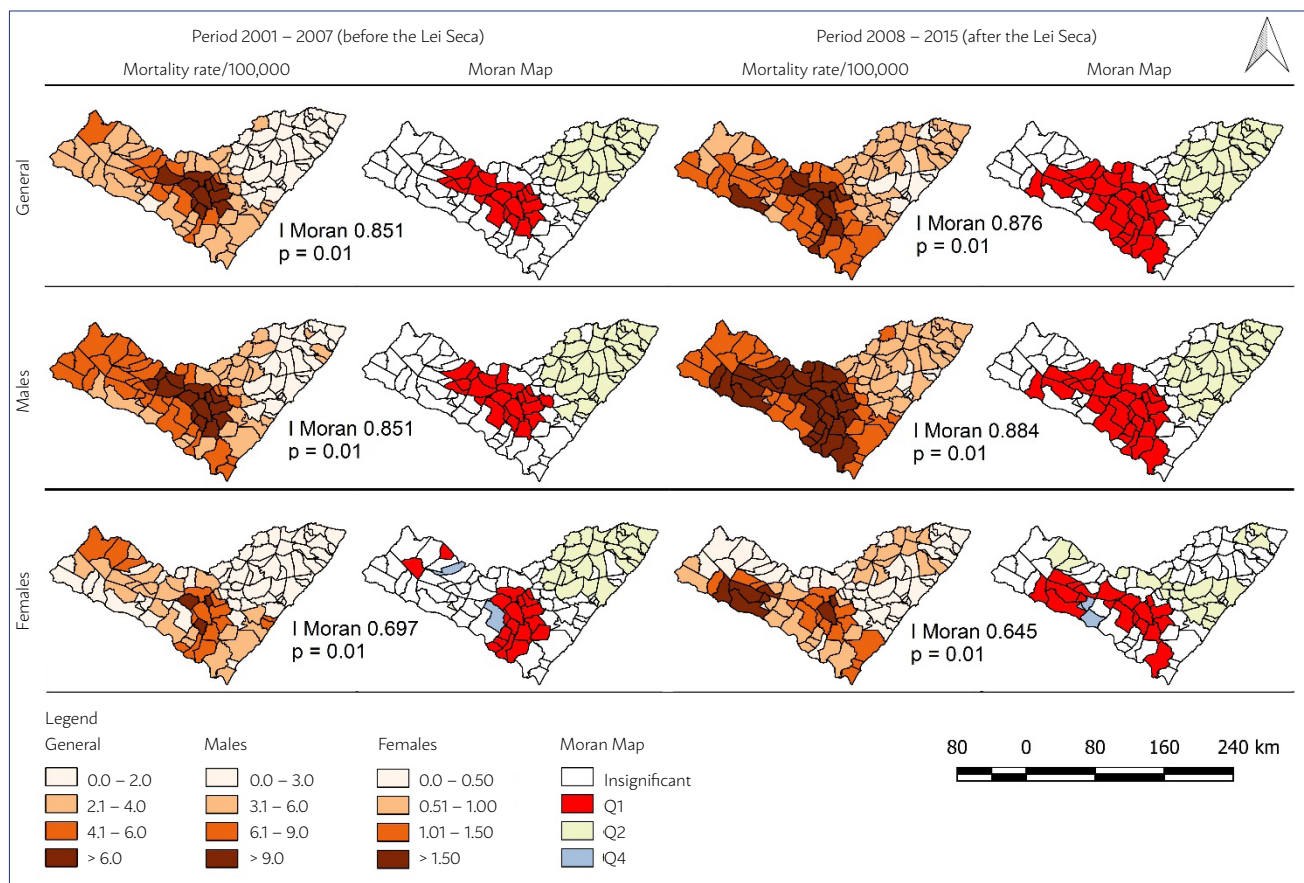 Period 2001 – 2007 (before the Lei Seca) Period 2008 – 2015 (after the Lei Seca)
Mortality rate/100,000 Moran Map Mortality rate/100,000 Moran Map
General
I Moran 0.851 I Moran 0.876
p = 0.01 p = 0.01
Males
I Moran 0.851 I Moran 0.884
p = 0.01 p = 0.01
Females
I Moran 0.697 I Moran 0.645
p = 0.01 p = 0.01
Legend
General Males Females Moran Map
0.0 – 2.0 0.0 – 3.0 0.0 – 0.50 Insignificant
2.1 – 4.0 3.1 – 6.0 0.51 – 1.00 Q1
4.1 – 6.0 6.1 – 9.0 1.01 – 1.50 Q2
> 6.0 > 9.0 > 1.50 Q4
80 0 80 160 240 km